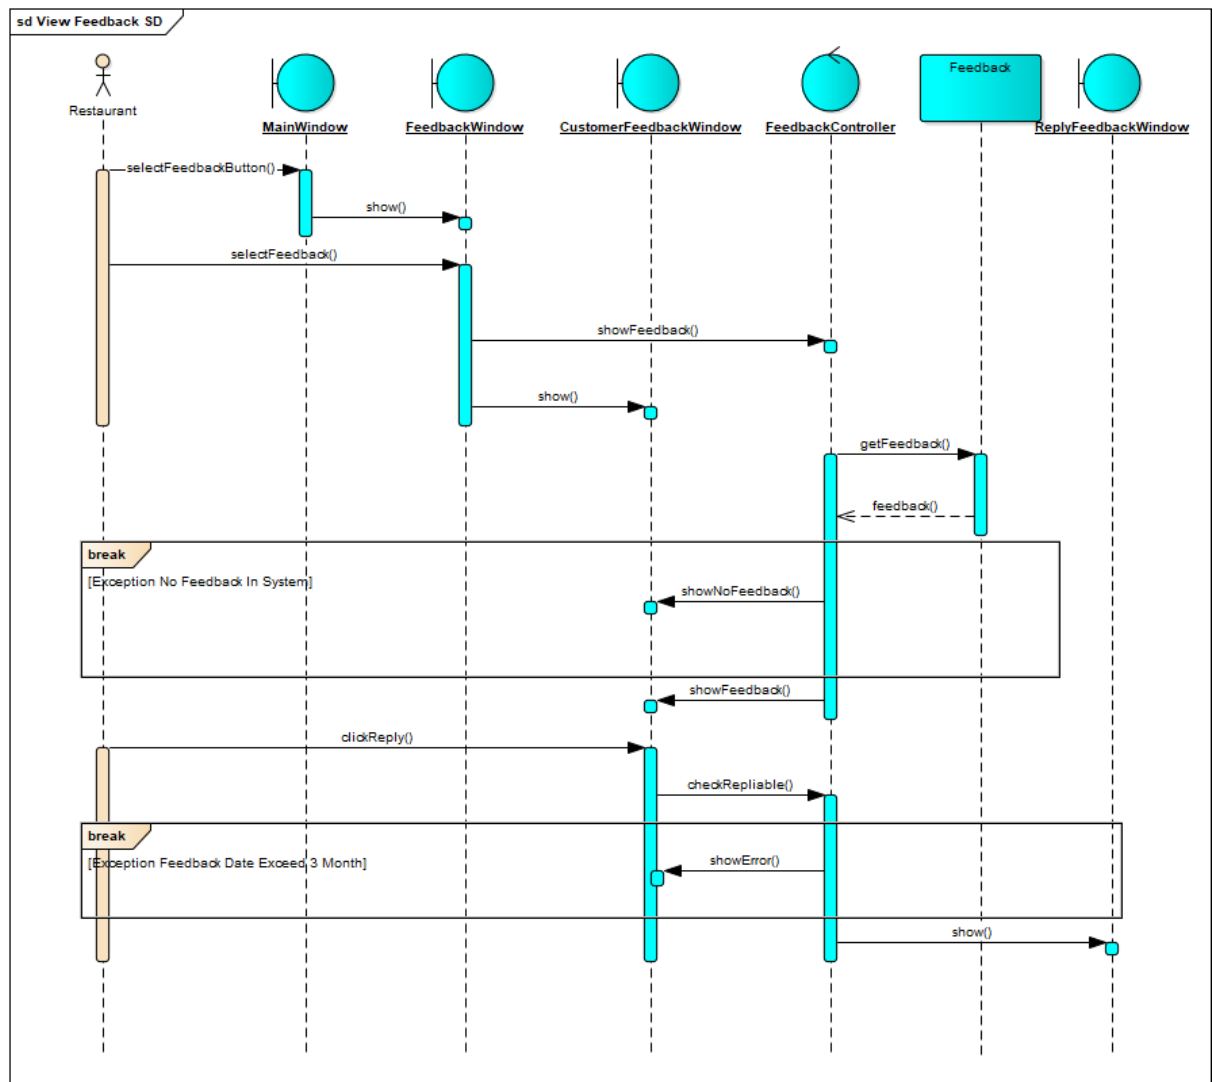 sd View Feedback SD
Feedback
Restaurant
MainWindow
FeedbackWindow
CustomerFeedbackWindow
FeedbackController
ReplyFeedbackWindow
selectFeedbackButton()
show()
selectFeedback()
showFeedback()
show()
getFeedback()
feedback()
break
[Exception No Feedback In System]
showNoFeedback()
showFeedback()
clickReply()
checkRepliable()
break
[Exception Feedback Date Exceed 3 Month]
showError()
show()